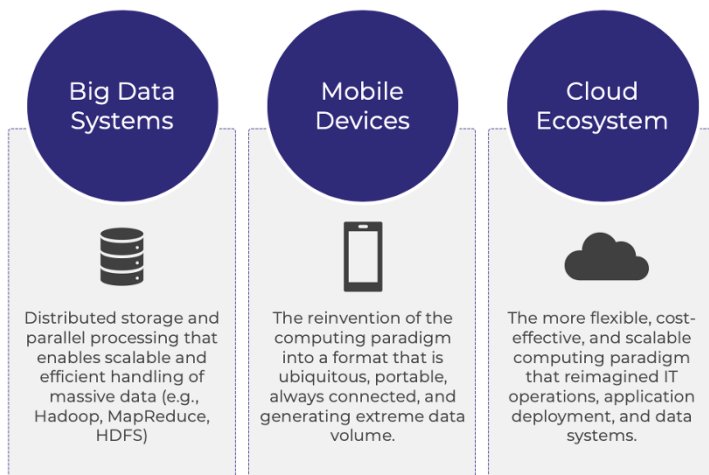 Big Data
Systems
Distributed storage and
parallel processing that
enables scalable and
efficient handling of
massive data (e.g.,
Hadoop, MapReduce,
HDFS)
Mobile
Devices
The reinvention of the
computing paradigm
into a format that is
ubiquitous, portable,
always connected, and
generating extreme data
volume.
Cloud
Ecosystem
The more flexible, cost-
effective, and scalable
computing paradigm
that reimagined IT
operations, application
deployment, and data
systems.